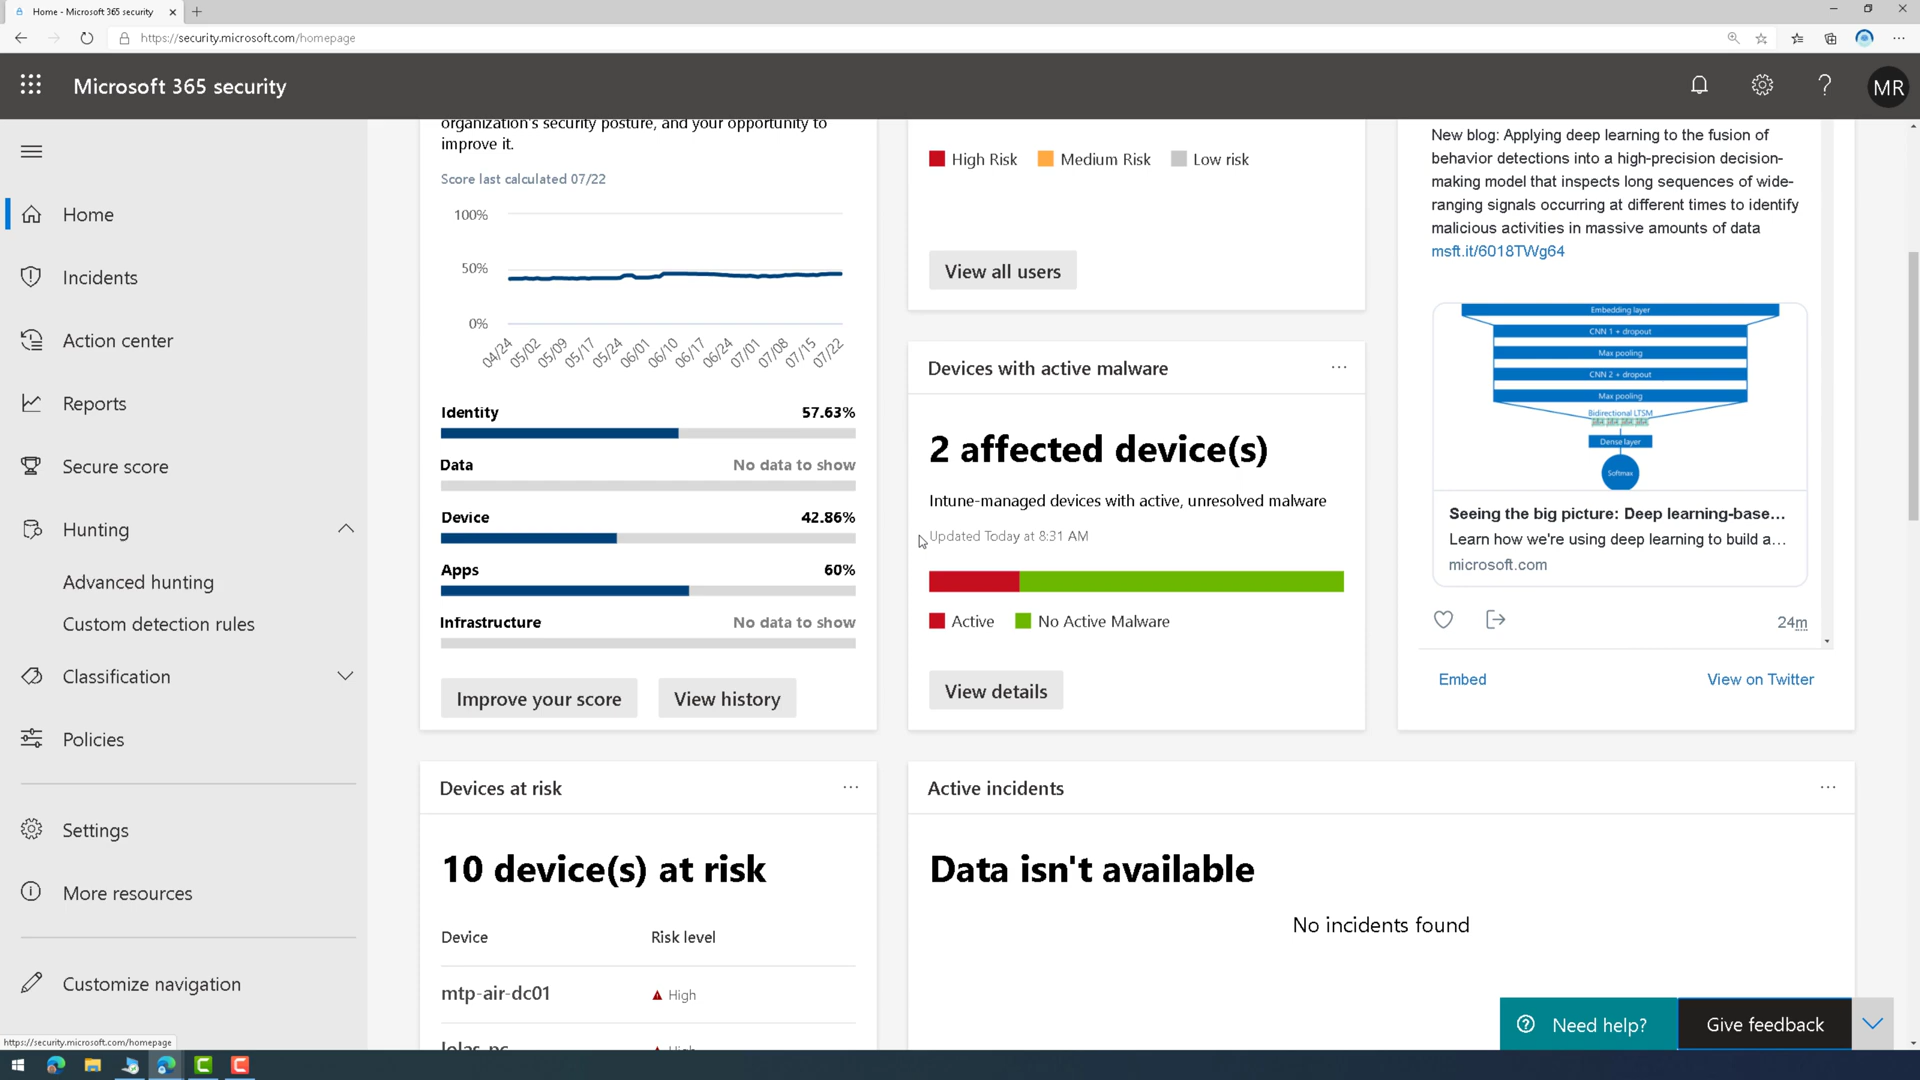 Home - Microsoft 365 security
https://security.microsoft.com/homepage
Microsoft 365 security
MR
Home
Incidents
Action center
Reports
Secure score
Hunting
Advanced hunting
Custom detection rules
Classification
Policies
Settings
More resources
Customize navigation
https://security.microsoft.com/homepage
organization's security posture, and your opportunity to
improve it.
Score last calculated 07/22
100%
50%
0%
04/24 05/02 05/09 05/17 05/24 06/01 06/10 06/17 06/24 07/01 07/08 07/15 07/22
Identity 57.63%
Data No data to show
Device 42.86%
Apps 60%
Infrastructure No data to show
Improve your score View history
High Risk Medium Risk Low risk
View all users
Devices with active malware
2 affected device(s)
Intune-managed devices with active, unresolved malware
Updated Today at 8:31 AM
Active No Active Malware
View details
New blog: Applying deep learning to the fusion of
behavior detections into a high-precision decision-
making model that inspects long sequences of wide-
ranging signals occurring at different times to identify
malicious activities in massive amounts of data
msft.it/6018TWg64
Embedding layer
CNN 1 + dropout
Max pooling
CNN 2 + dropout
Max pooling
Bidirectional LTSM
Dense layer
Softmax
Seeing the big picture: Deep learning-base...
Learn how we're using deep learning to build a...
microsoft.com
24m
Embed View on Twitter
Devices at risk
10 device(s) at risk
Device Risk level
mtp-air-dc01 High
lolas-pc High
Active incidents
Data isn't available
No incidents found
Need help? Give feedback